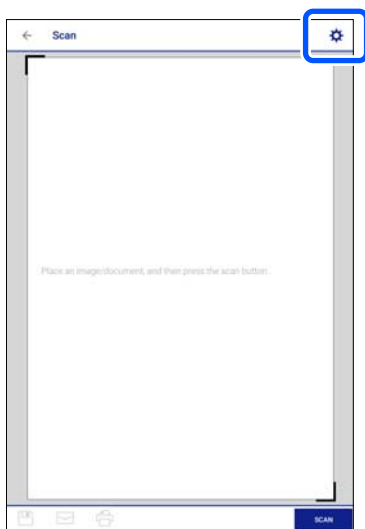 Scan
Place an image/document, and then press the scan button.
SCAN